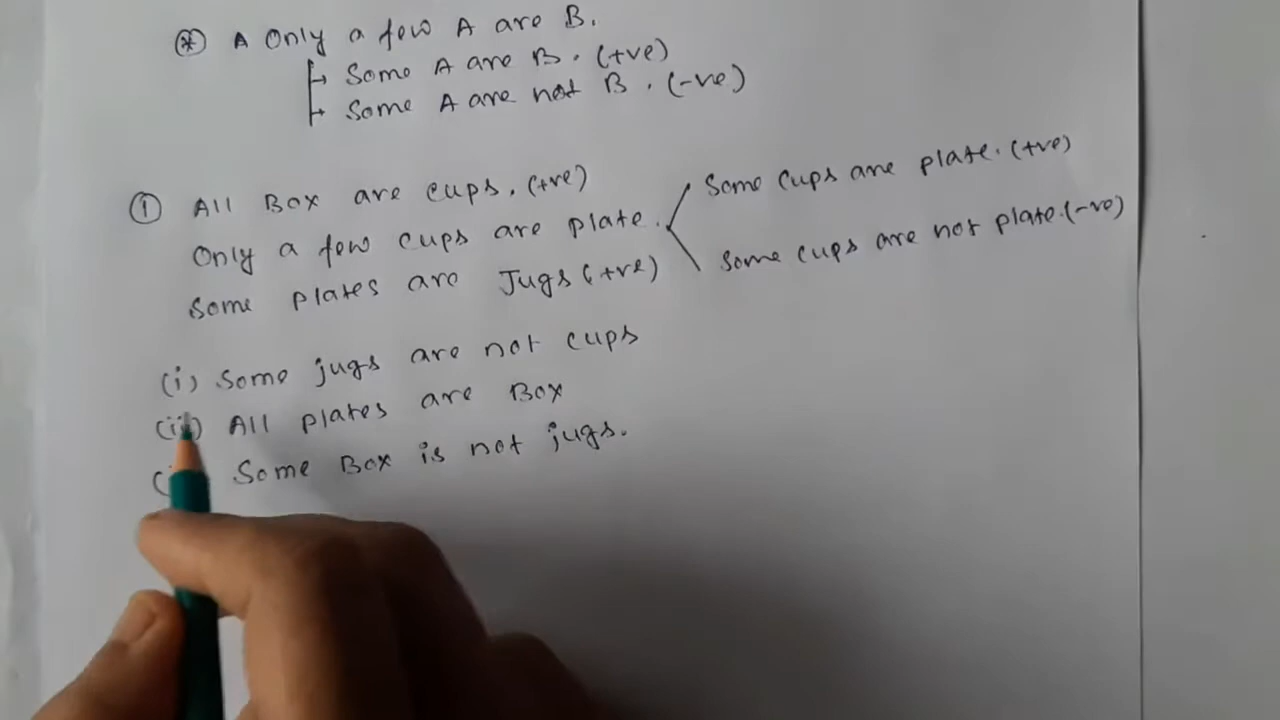 * A Only a few A are B.
Some A are B. (+ve)
Some A are not B. (-ve)
1 All Box are cups. (+ve)
Only a few cups are plate.
Some cups are plate. (+ve)
Some cups are not plate. (-ve)
Some plates are Jugs (+ve)
(i) Some jugs are not cups
(ii) All plates are Box
( Some Box is not jugs.